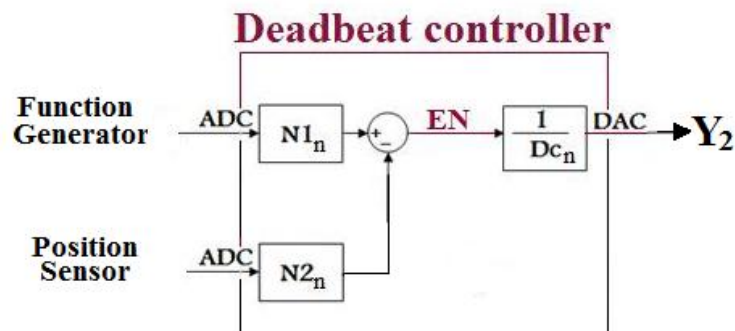 Deadbeat controller
Function
Generator
ADC
N1n
+
−
EN
1
Dcn
DAC
Y2
Position
Sensor
ADC
N2n